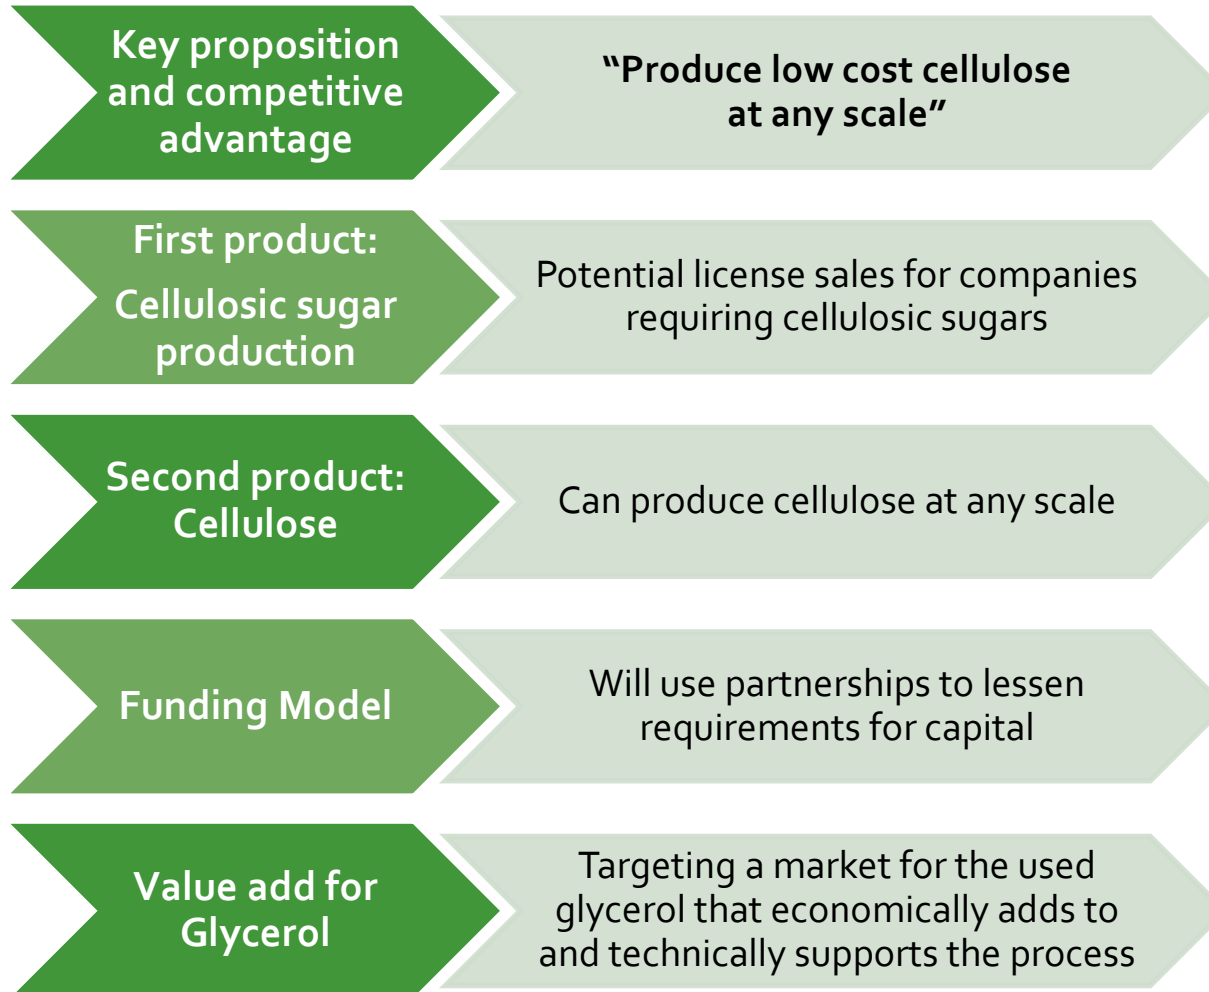 Key proposition
and competitive
advantage
“Produce low cost cellulose
at any scale”
First product:
Cellulosic sugar
production
Potential license sales for companies
requiring cellulosic sugars
Second product:
Cellulose
Can produce cellulose at any scale
Funding Model
Will use partnerships to lessen
requirements for capital
Value add for
Glycerol
Targeting a market for the used
glycerol that economically adds to
and technically supports the process